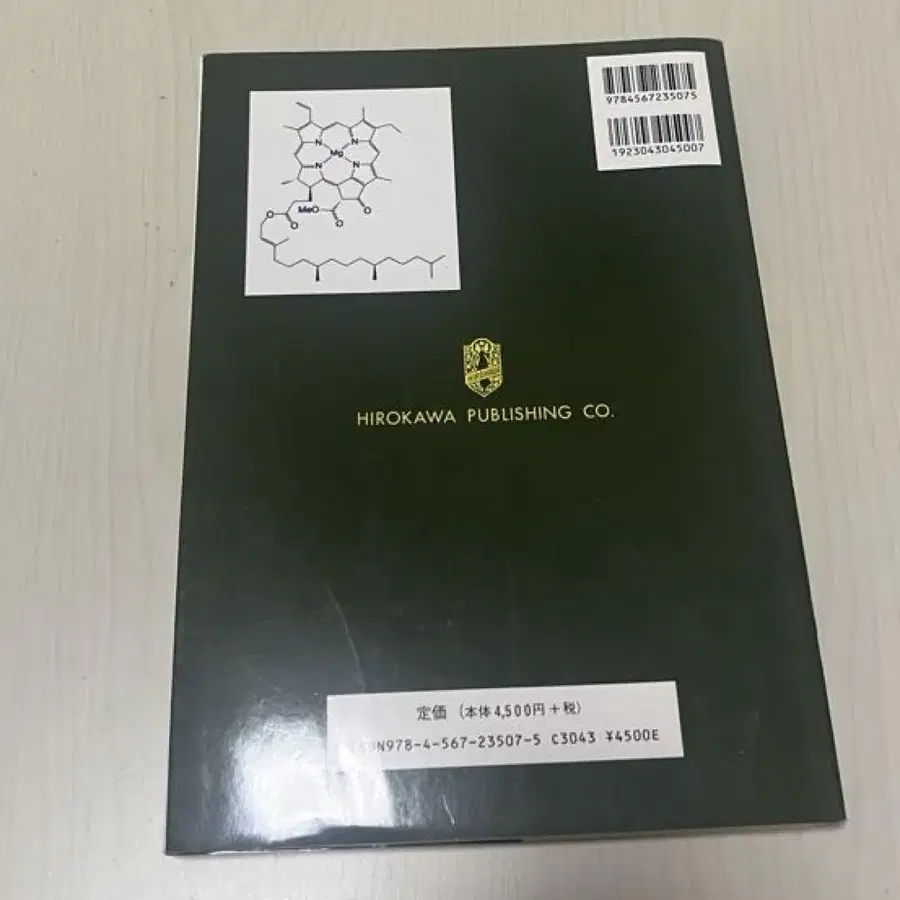 9784567235075
1923043045007
N
N
Mg
N
N
O
O
MeO
O
O
HIROKAWA PUBLISHING CO.
定価 (本体4,500円+税)
ISBN978-4-567-23507-5 C3043 ¥4500E